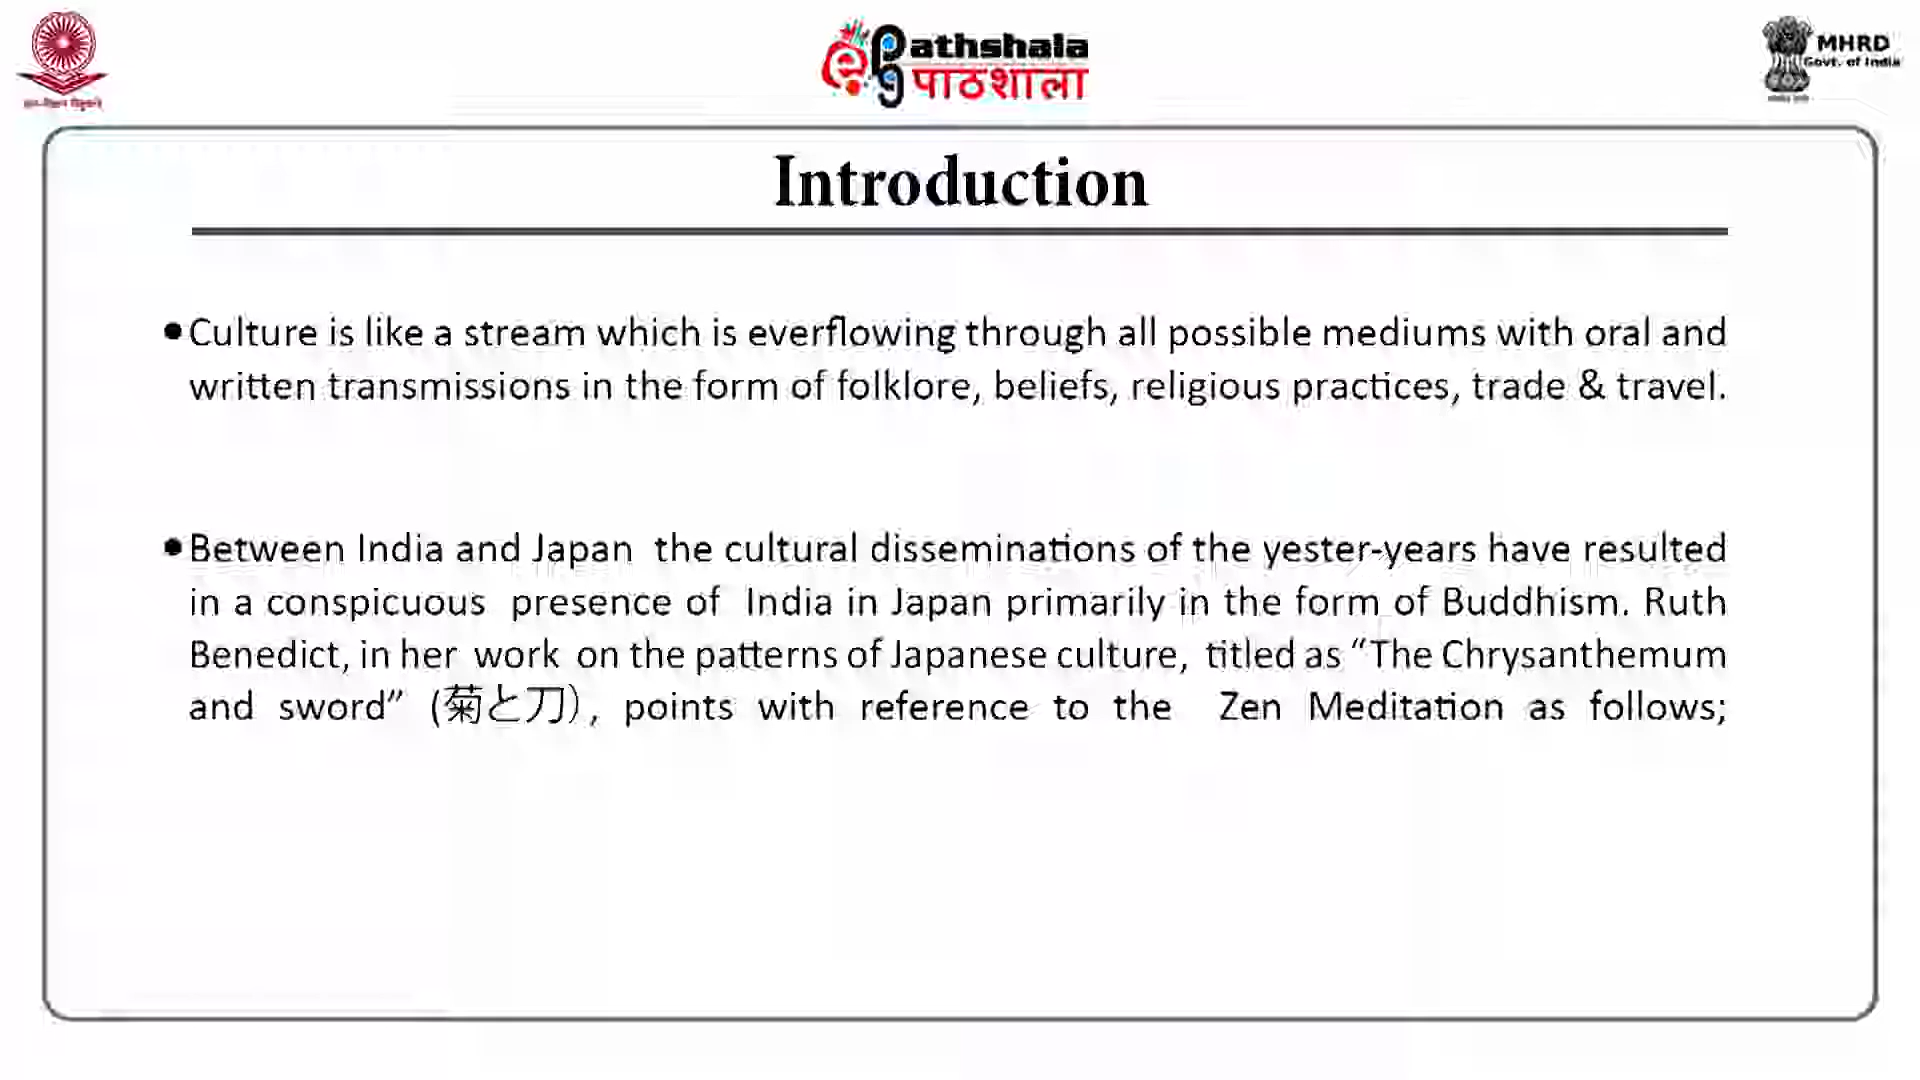 ePathshala
पाठशाला
MHRD
Govt. of India
Introduction
•Culture is like a stream which is everflowing through all possible mediums with oral and
written transmissions in the form of folklore, beliefs, religious practices, trade & travel.
•Between India and Japan the cultural disseminations of the yester-years have resulted
in a conspicuous presence of India in Japan primarily in the form of Buddhism. Ruth
Benedict, in her work on the patterns of Japanese culture, titled as “The Chrysanthemum
and sword” (菊と刀), points with reference to the Zen Meditation as follows;